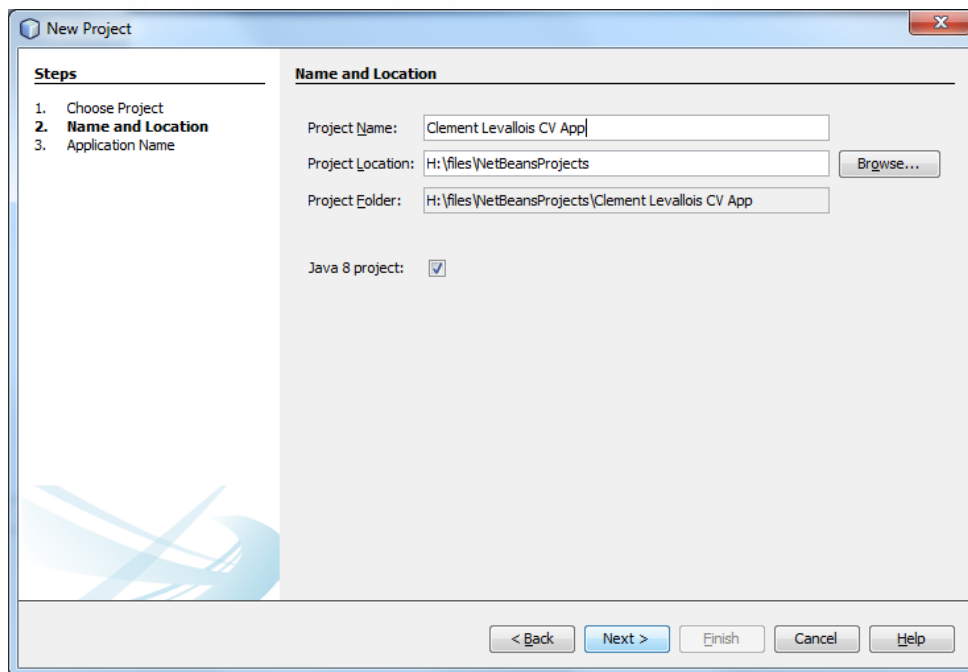 New Project
Steps
1. Choose Project
2. Name and Location
3. Application Name
Name and Location
Project Name: Clement Levallois CV App
Project Location: H:\files\NetBeansProjects Browse...
Project Folder: H:\files\NetBeansProjects\Clement Levallois CV App
Java 8 project:
< Back Next > Finish Cancel Help